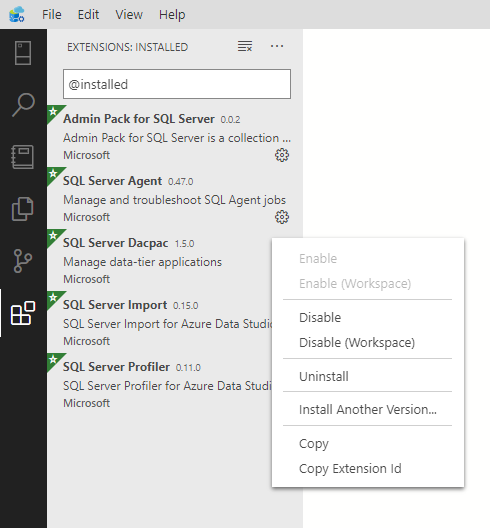 File Edit View Help
EXTENSIONS: INSTALLED
@installed
Admin Pack for SQL Server 0.0.2
Admin Pack for SQL Server is a collection ...
Microsoft
SQL Server Agent 0.47.0
Manage and troubleshoot SQL Agent jobs
Microsoft
SQL Server Dacpac 1.5.0
Manage data-tier applications
Microsoft
SQL Server Import 0.15.0
SQL Server Import for Azure Data Studio
Microsoft
SQL Server Profiler 0.11.0
SQL Server Profiler for Azure Data Studio
Microsoft
Enable
Enable (Workspace)
Disable
Disable (Workspace)
Uninstall
Install Another Version...
Copy
Copy Extension Id